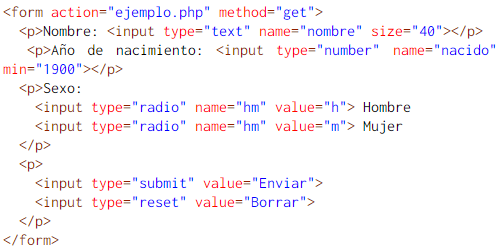 <form action="ejemplo.php" method="get">
<p>Nombre: <input type="text" name="nombre" size="40"></p>
<p>Año de nacimiento: <input type="number" name="nacido"
min="1900"></p>
<p>Sexo:
<input type="radio" name="hm" value="h"> Hombre
<input type="radio" name="hm" value="m"> Mujer
</p>
<p>
<input type="submit" value="Enviar">
<input type="reset" value="Borrar">
</p>
</form>